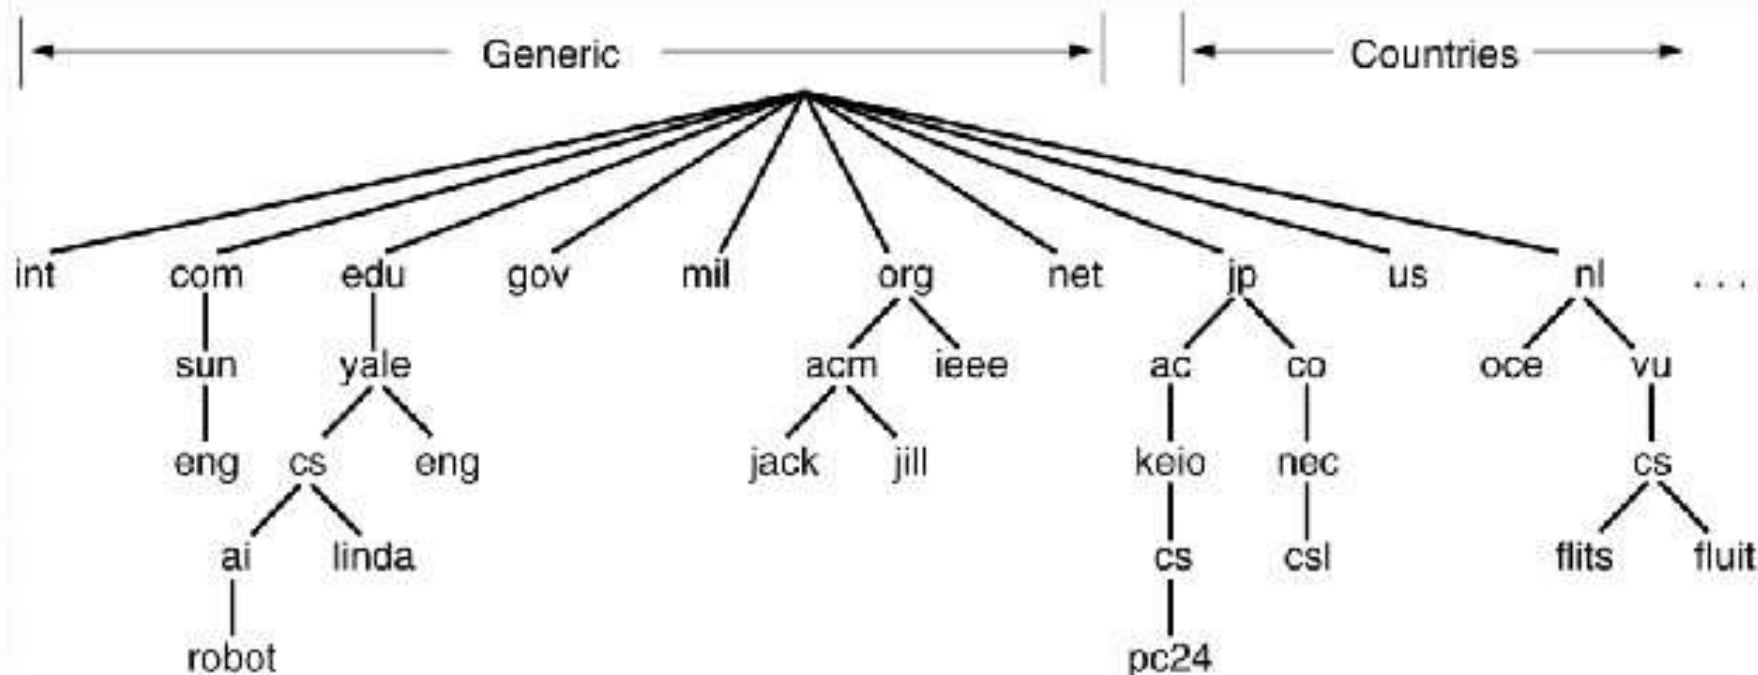 Generic Countries
int com edu gov mil org net jp us nl ...
sun yale acm ieee ac co oce vu
eng cs eng jack jill keio nec cs
ai linda cs csl flits fluit
robot pc24